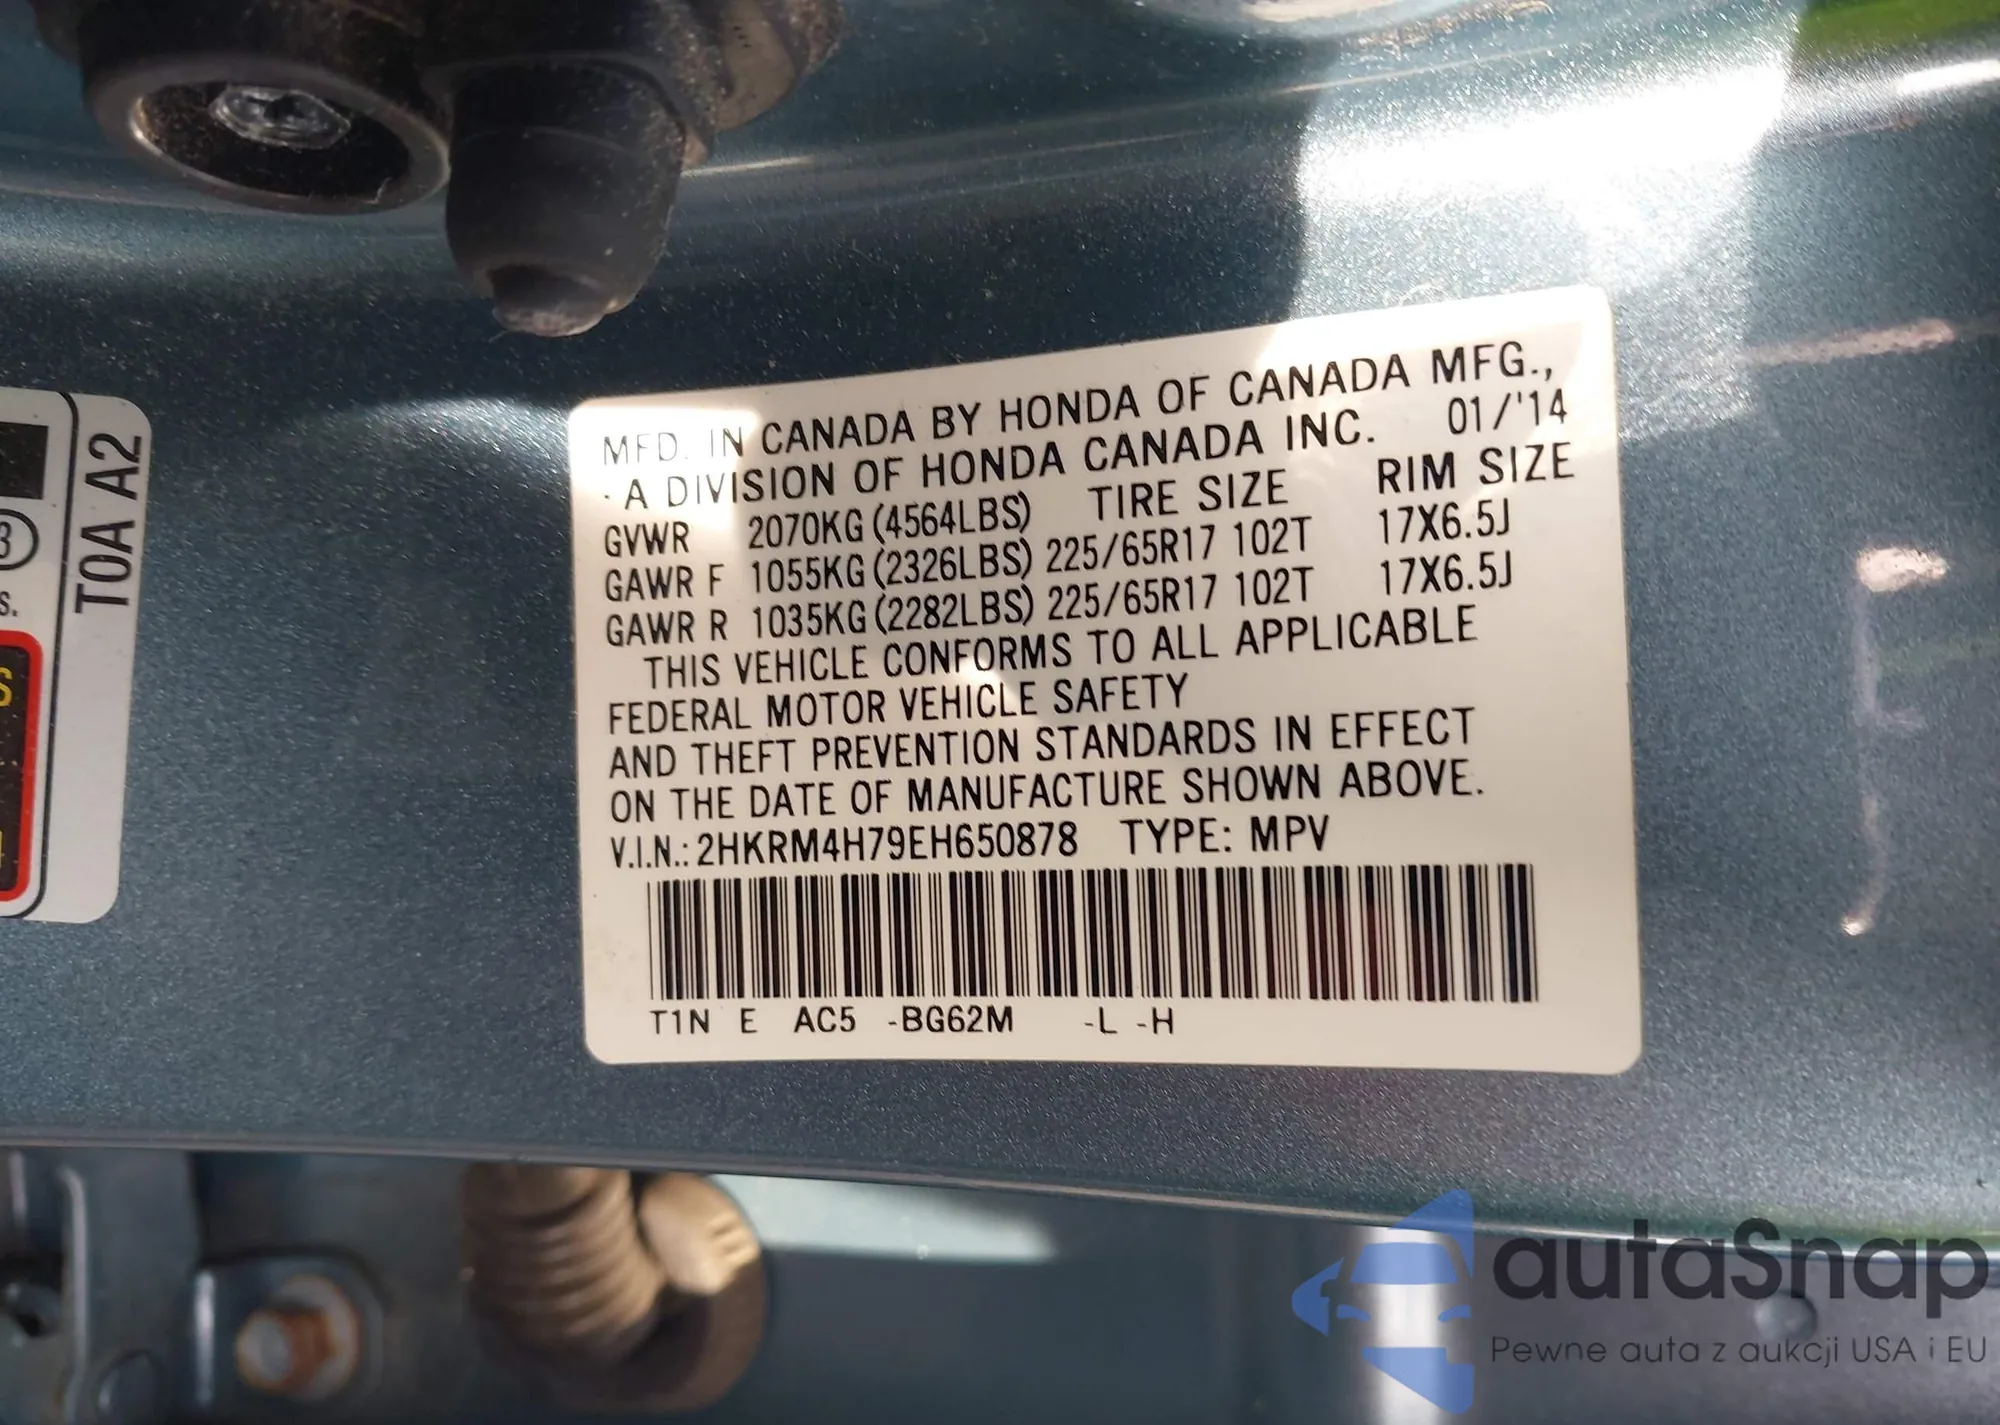 MFD. IN CANADA BY HONDA OF CANADA MFG.,
A DIVISION OF HONDA CANADA INC. 01/'14
GVWR 2070KG (4564LBS) TIRE SIZE RIM SIZE
GAWR F 1055KG (2326LBS) 225/65R17 102T 17X6.5J
GAWR R 1035KG (2282LBS) 225/65R17 102T 17X6.5J
THIS VEHICLE CONFORMS TO ALL APPLICABLE
FEDERAL MOTOR VEHICLE SAFETY
AND THEFT PREVENTION STANDARDS IN EFFECT
ON THE DATE OF MANUFACTURE SHOWN ABOVE.
V.I.N.: 2HKRM4H79EH650878 TYPE: MPV
T1N E AC5 -BG62M -L -H
T0A A2
autaSnap
Pewne auta z aukcji USA i EU